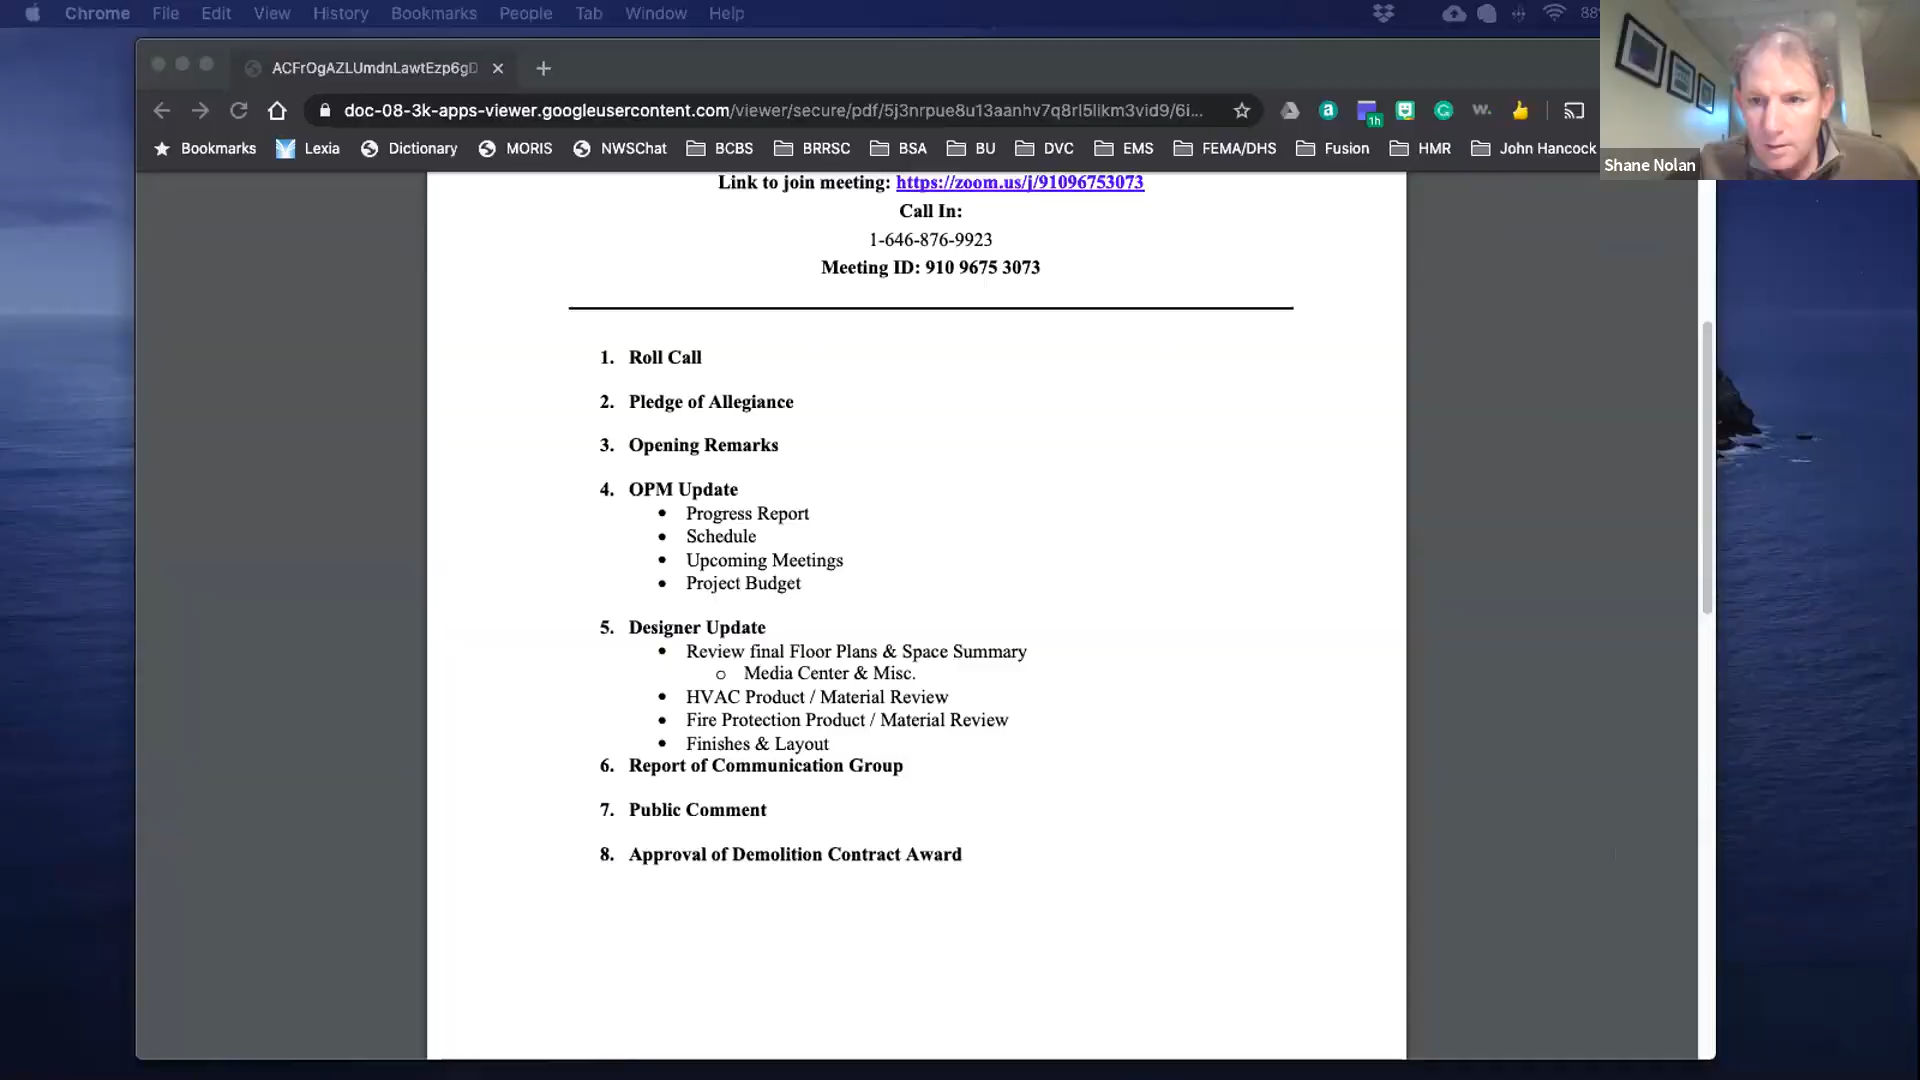 Chrome File Edit View History Bookmarks People Tab Window Help 88
ACFrOgAZLUmdnLawtEzp6gD
doc-08-3k-apps-viewer.googleusercontent.com/viewer/secure/pdf/5j3nrpue8u13aanhv7q8rl5likm3vid9/6i...
1h
w.
Bookmarks Lexia Dictionary MORIS NWSChat BCBS BRRSC BSA BU DVC EMS FEMA/DHS Fusion HMR John Hancock
Shane Nolan
Link to join meeting: https://zoom.us/j/91096753073
Call In:
1-646-876-9923
Meeting ID: 910 9675 3073
1. Roll Call
2. Pledge of Allegiance
3. Opening Remarks
4. OPM Update
• Progress Report
• Schedule
• Upcoming Meetings
• Project Budget
5. Designer Update
• Review final Floor Plans & Space Summary
o Media Center & Misc.
• HVAC Product / Material Review
• Fire Protection Product / Material Review
• Finishes & Layout
6. Report of Communication Group
7. Public Comment
8. Approval of Demolition Contract Award